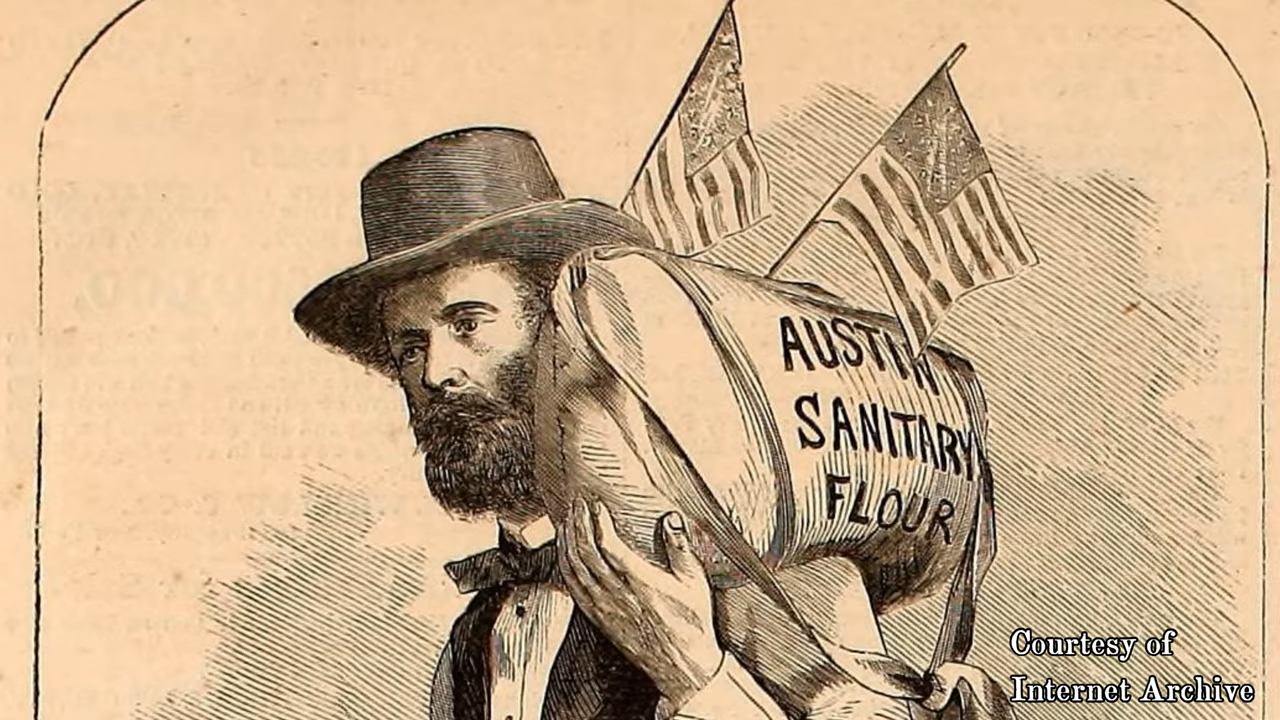 AUSTIN
SANITARY
FLOUR
Courtesy of
Internet Archive